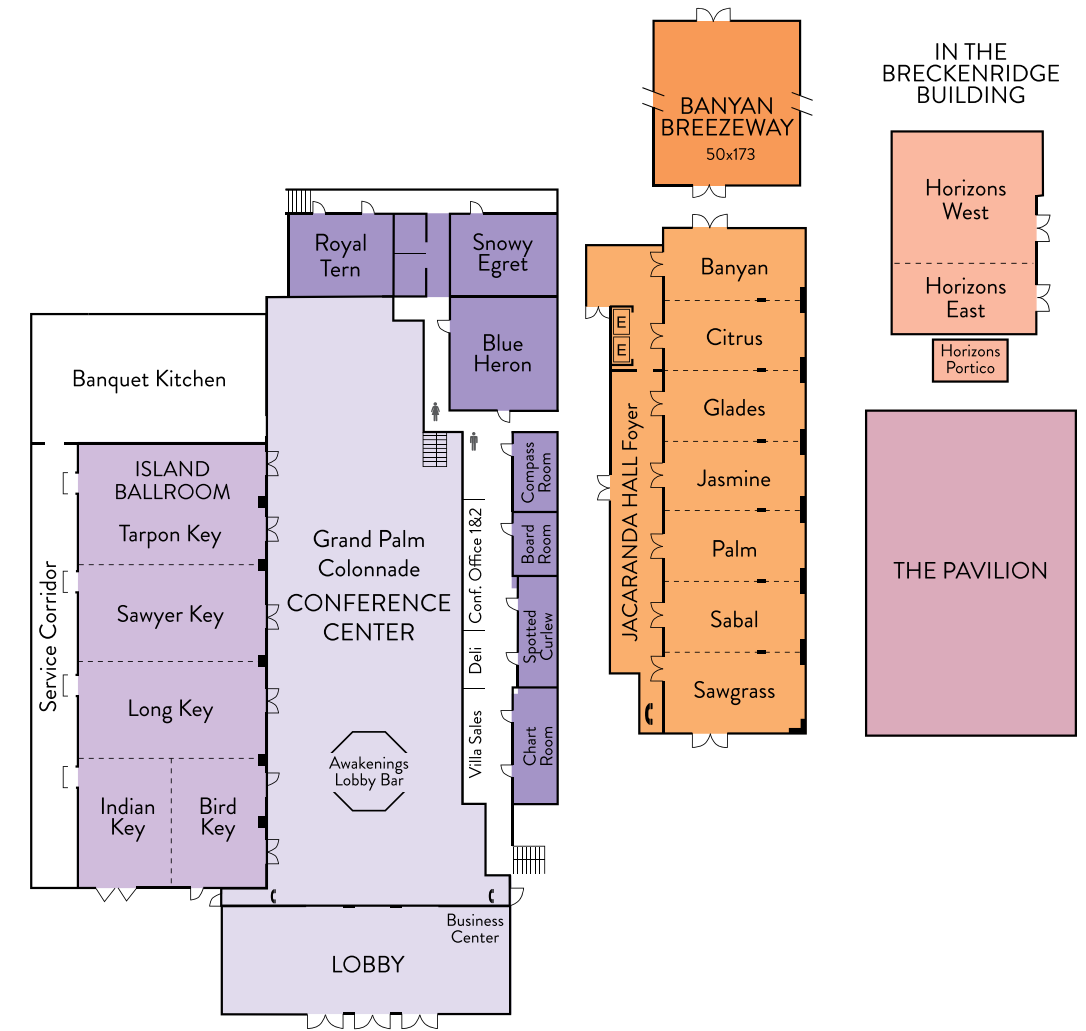 BANYAN
BREEZEWAY
50x173
IN THE
BRECKENRIDGE
BUILDING
Horizons
West
Horizons
East
Horizons
Portico
THE PAVILION
Royal
Tern
Snowy
Egret
Blue
Heron
Banquet Kitchen
Service Corridor
ISLAND
BALLROOM
Tarpon Key
Sawyer Key
Long Key
Indian
Key
Bird
Key
Grand Palm
Colonnade
CONFERENCE
CENTER
Awakenings
Lobby Bar
Conf. Office 1&2
Deli
Villa Sales
Compass
Room
Board
Room
Spotted
Curlew
Chart
Room
Business
Center
LOBBY
E
E
JACARANDA HALL Foyer
Banyan
Citrus
Glades
Jasmine
Palm
Sabal
Sawgrass